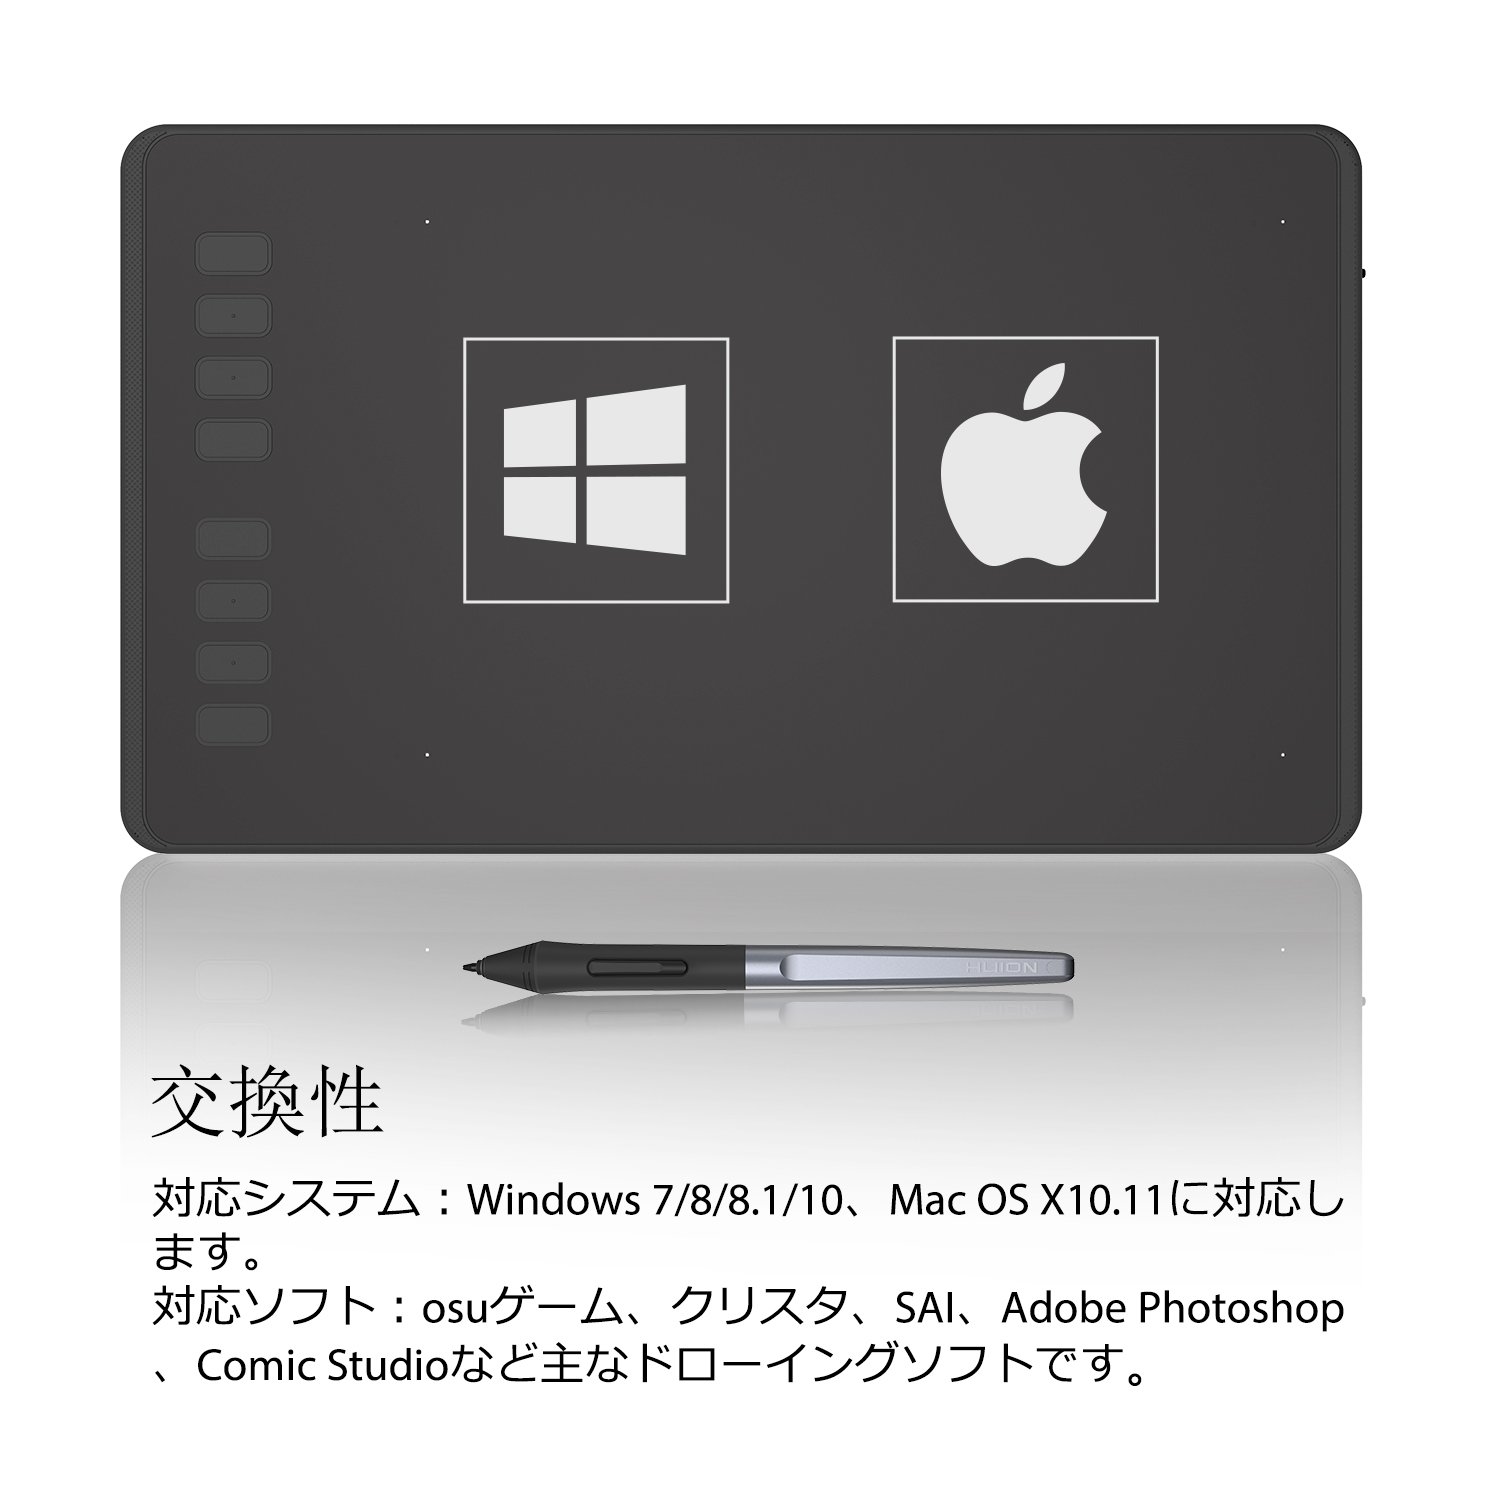 HUION
交換性
対応システム：Windows 7/8/8.1/10、Mac OS X10.11に対応し
ます。
対応ソフト：osuゲーム、クリスタ、SAI、Adobe Photoshop
、Comic Studioなど主なドローイングソフトです。